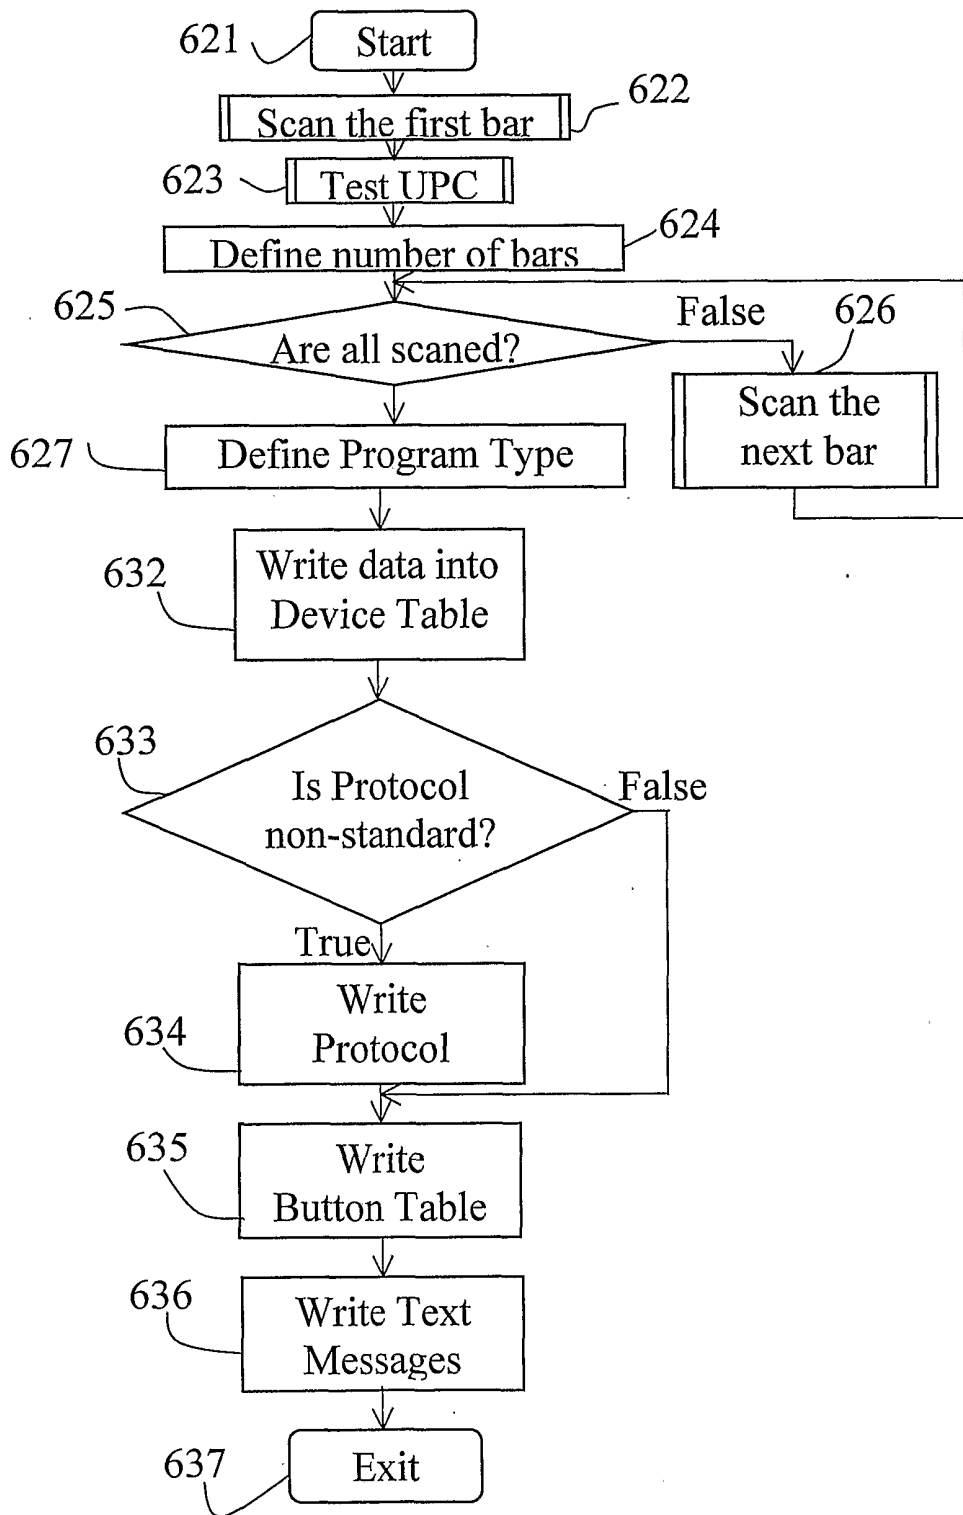 621
Start
622
Scan the first bar
623
Test UPC
624
Define number of bars
625
Are all scaned?
False
626
Scan the
next bar
627
Define Program Type
632
Write data into
Device Table
633
Is Protocol
non-standard?
False
True
634
Write
Protocol
635
Write
Button Table
636
Write Text
Messages
637
Exit